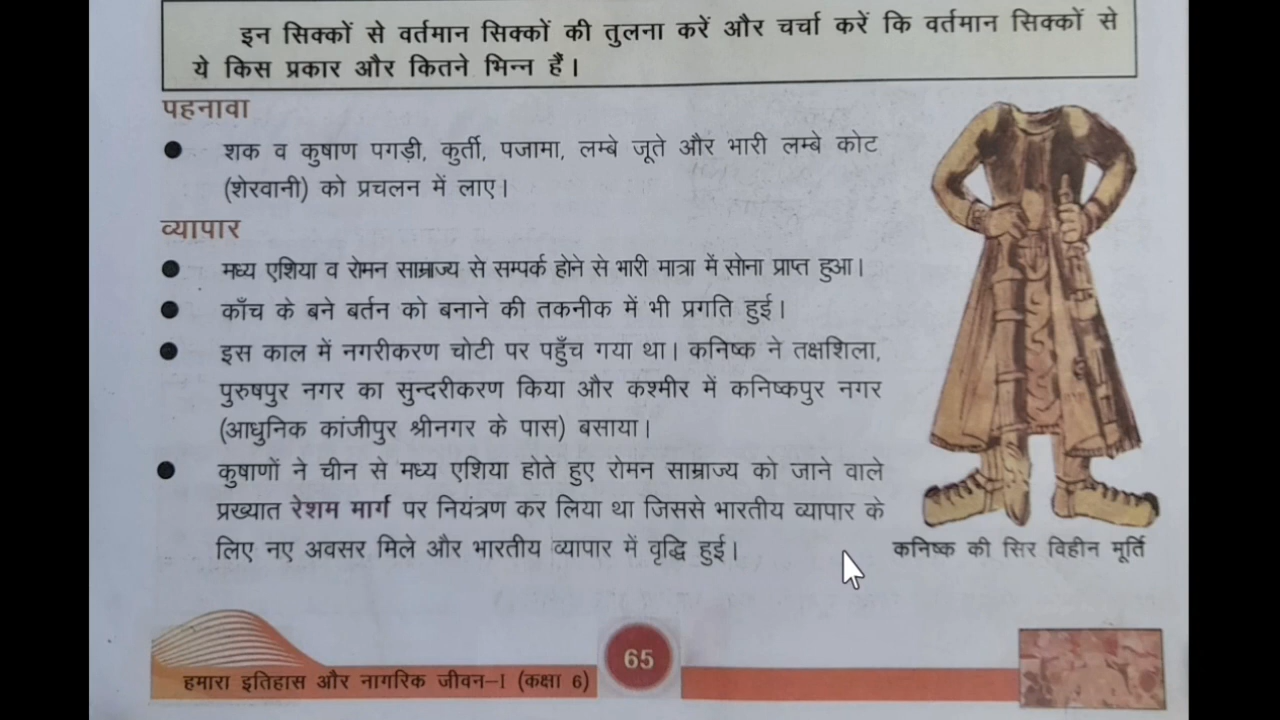 इन सिक्कों से वर्तमान सिक्कों की तुलना करें और चर्चा करें कि वर्तमान सिक्कों से
ये किस प्रकार और कितने भिन्न हैं।
पहनावा
● शक व कुषाण पगड़ी, कुर्ती, पजामा, लम्बे जूते और भारी लम्बे कोट
(शेरवानी) को प्रचलन में लाए।
व्यापार
● मध्य एशिया व रोमन साम्राज्य से सम्पर्क होने से भारी मात्रा में सोना प्राप्त हुआ।
● काँच के बने बर्तन को बनाने की तकनीक में भी प्रगति हुई।
● इस काल में नगरीकरण चोटी पर पहुँच गया था। कनिष्क ने तक्षशिला,
पुरुषपुर नगर का सुन्दरीकरण किया और कश्मीर में कनिष्कपुर नगर
(आधुनिक कांजीपुर श्रीनगर के पास) बसाया।
● कुषाणों ने चीन से मध्य एशिया होते हुए रोमन साम्राज्य को जाने वाले
प्रख्यात रेशम मार्ग पर नियंत्रण कर लिया था जिससे भारतीय व्यापार के
लिए नए अवसर मिले और भारतीय व्यापार में वृद्धि हुई।
कनिष्क की सिर विहीन मूर्ति
65
हमारा इतिहास और नागरिक जीवन–I (कक्षा 6)